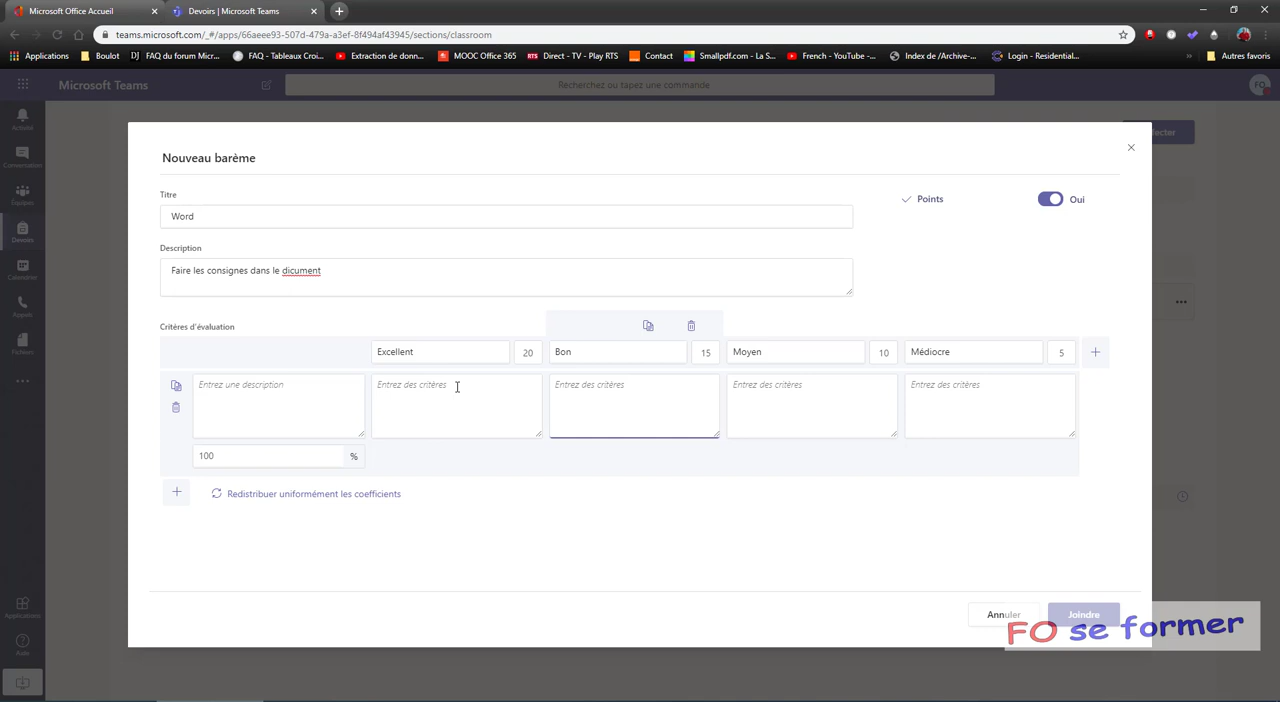 Microsoft Office Accueil
Devoirs | Microsoft Teams
teams.microsoft.com/_#/apps/66aeee93-507d-479a-a3ef-8f494af43945/sections/classroom
Applications
Boulot
FAQ du forum Micr...
FAQ - Tableaux Croi...
Extraction de donn...
MOOC Office 365
RTS Direct - TV - Play RTS
Contact
Smallpdf.com - La S...
French - YouTube -...
Index de /Archive-...
Login - Residential...
»
Autres favoris
Microsoft Teams
Recherchez ou tapez une commande
FO
Activité
Conversation
Équipes
Devoirs
Calendrier
Appels
Fichiers
Applications
Aide
Nouveau barème
Titre
Word
Points
Oui
Description
Faire les consignes dans le dicument
Critères d'évaluation
Excellent 20
Bon 15
Moyen 10
Médiocre 5
Entrez une description
Entrez des critères
Entrez des critères
Entrez des critères
Entrez des critères
100 %
Redistribuer uniformément les coefficients
Annuler
Joindre
FO se former